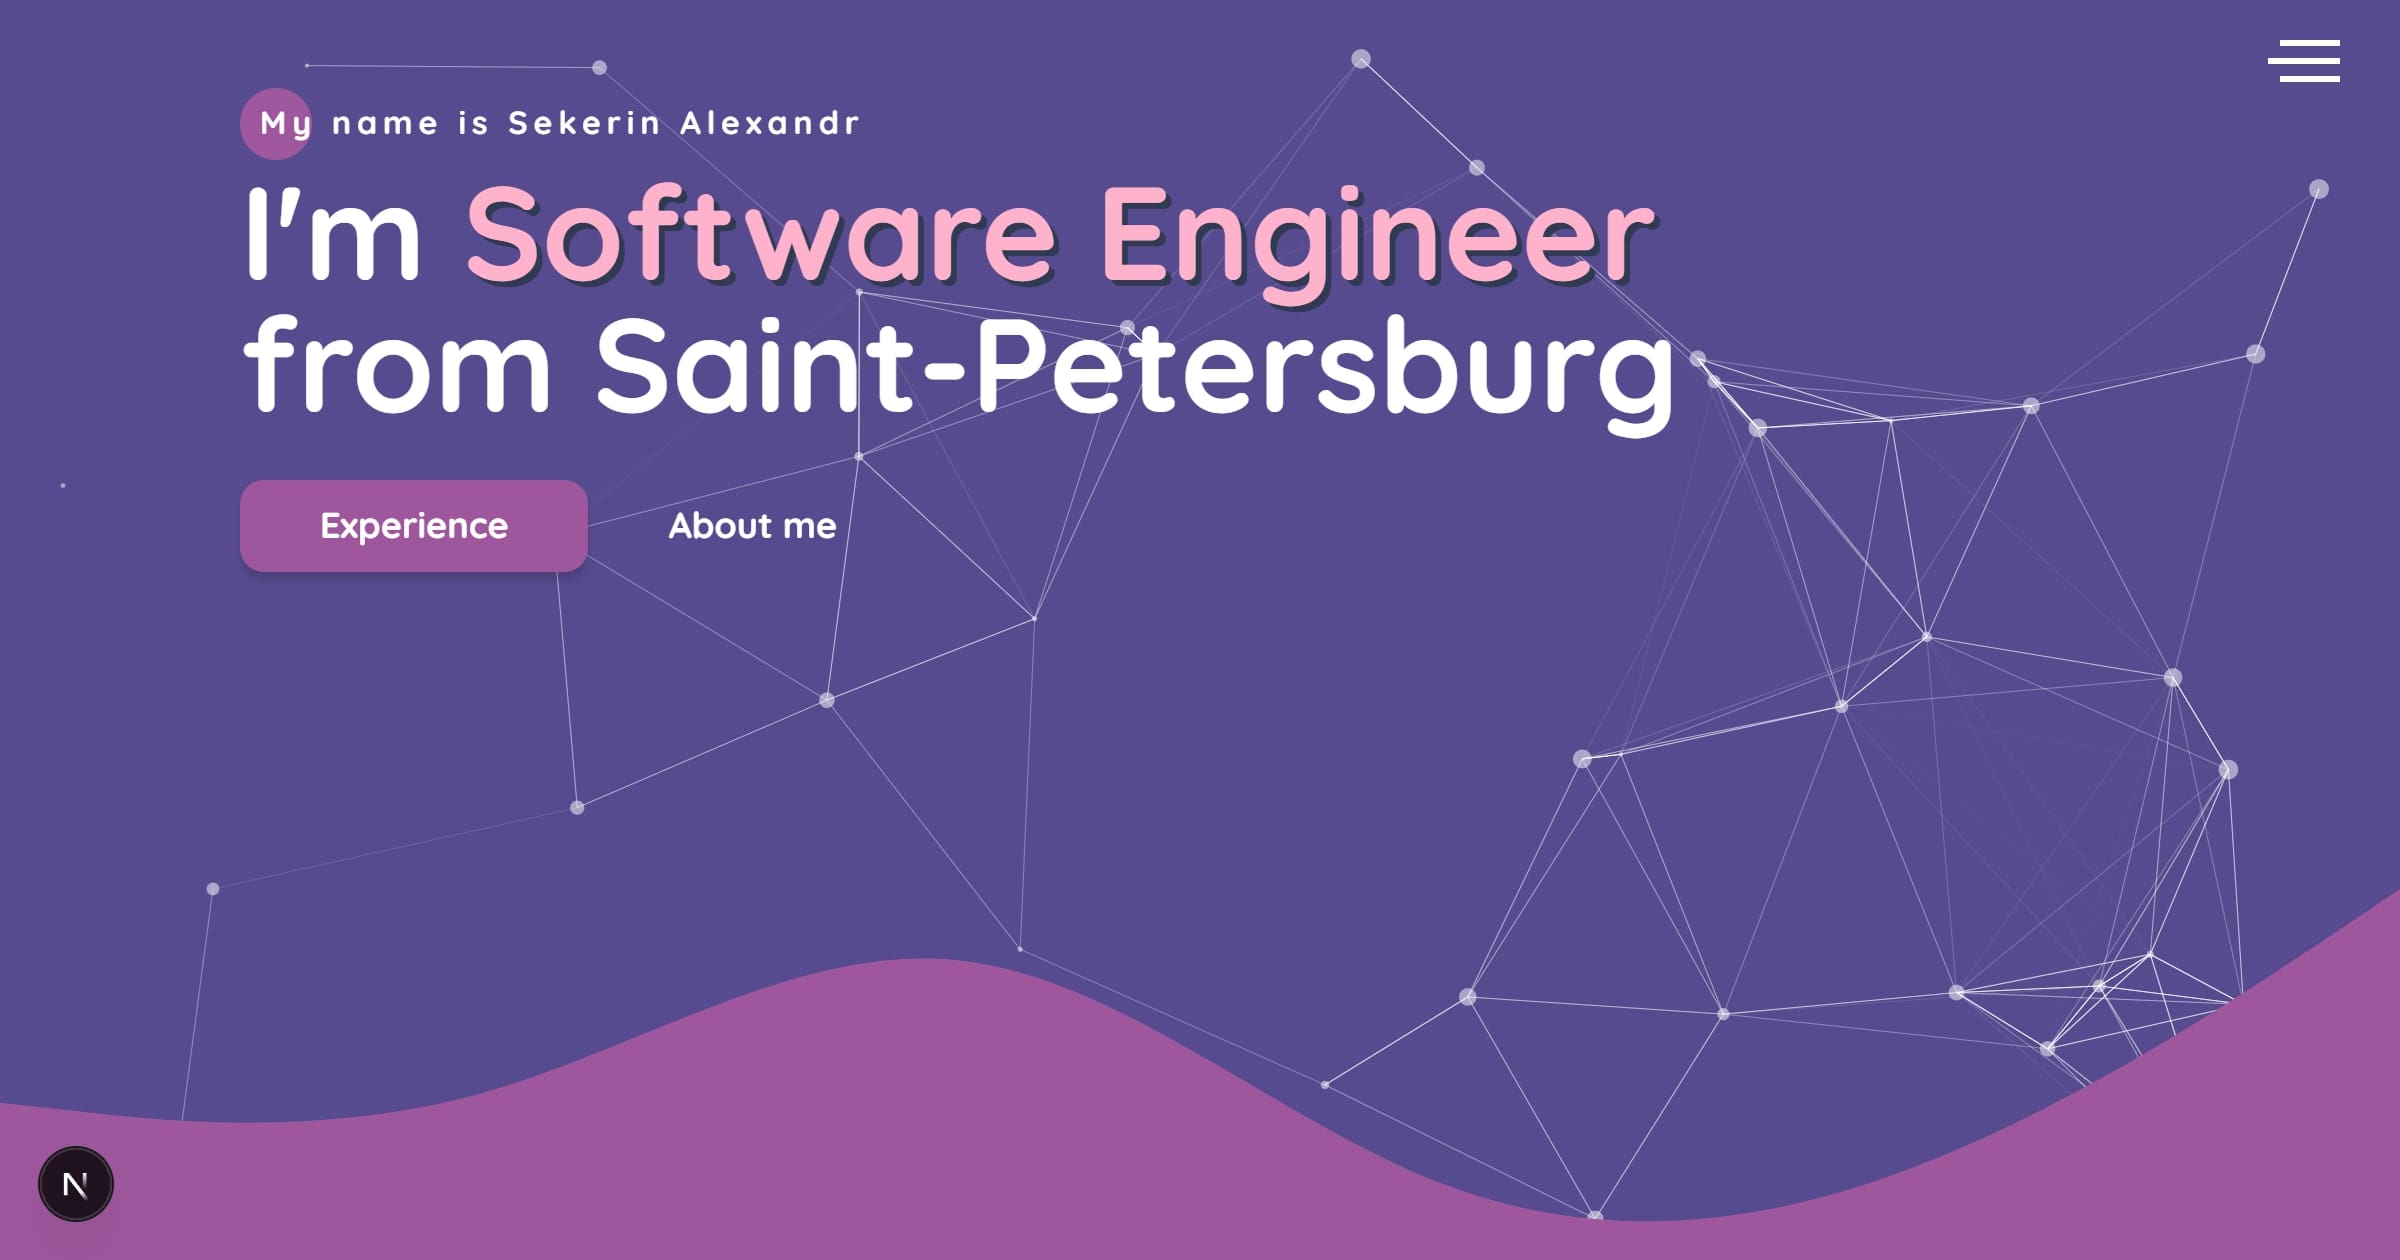 My name is Sekerin Alexandr
I'm Software Engineer
from Saint-Petersburg
Experience
About me
N